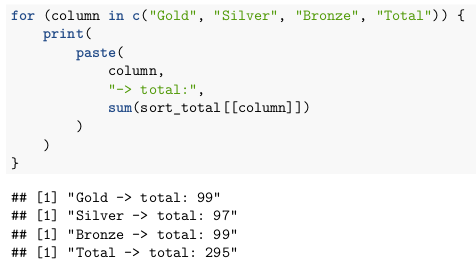 for (column in c("Gold", "Silver", "Bronze", "Total")) {
    print(
        paste(
            column,
            "-> total:",
            sum(sort_total[[column]])
        )
    )
}
## [1] "Gold -> total: 99"
## [1] "Silver -> total: 97"
## [1] "Bronze -> total: 99"
## [1] "Total -> total: 295"